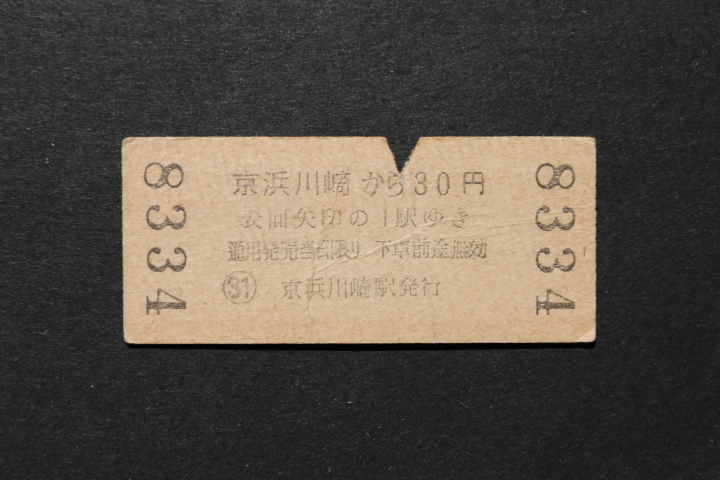 8334
京浜川崎から30円
表面矢印の1駅ゆき
通用発売当日限り 下車前途無効
㉛ 京浜川崎駅発行
8334